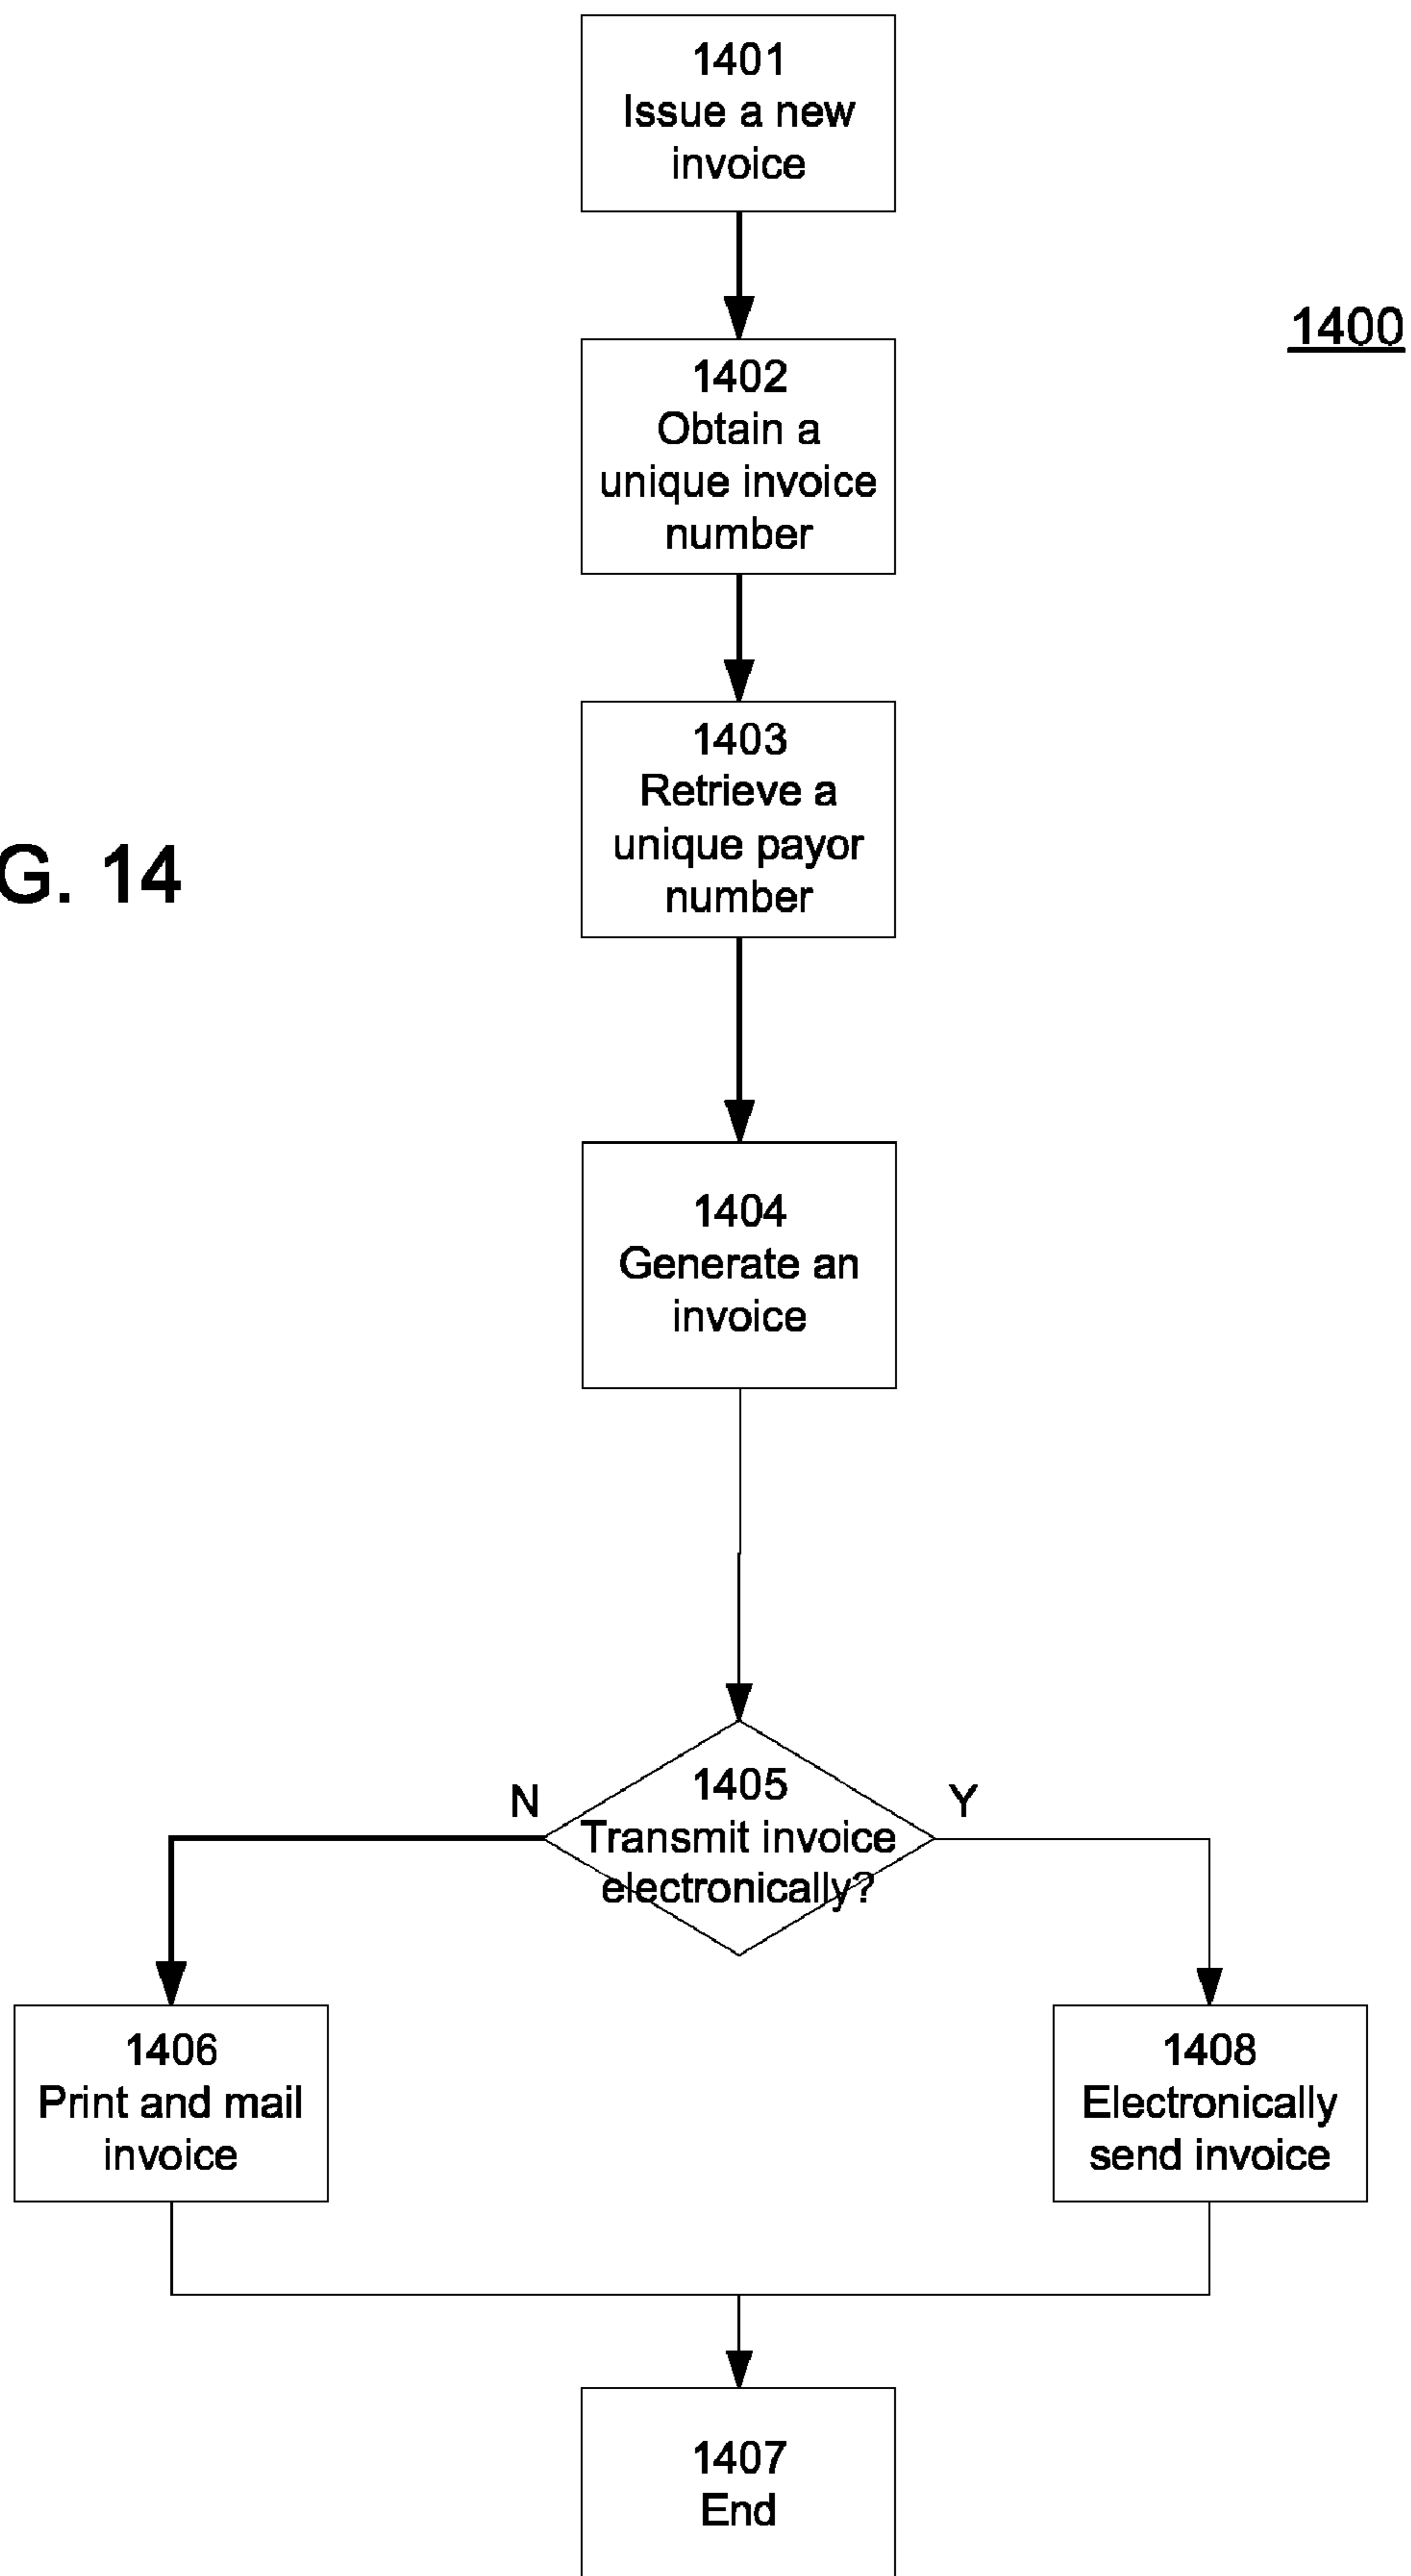 1401
Issue a new
invoice
1400
1402
Obtain a
unique invoice
number
1403
Retrieve a
unique payor
number
G. 14
1404
Generate an
invoice
N
1405
Y
Transmit invoice
electronically?
1406
Print and mail
invoice
1408
Electronically
send invoice
1407
End